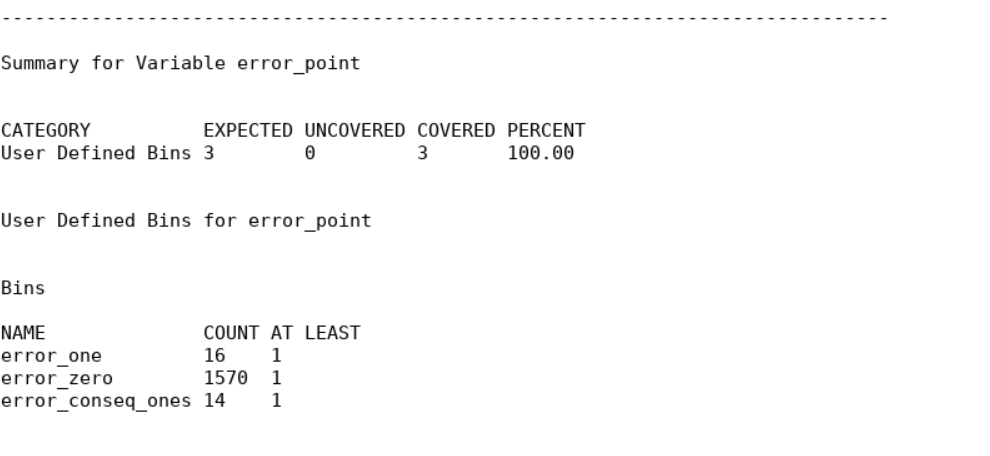 -------------------------------------------------------------------------------
Summary for Variable error_point
CATEGORY          EXPECTED UNCOVERED COVERED PERCENT
User Defined Bins 3        0         3       100.00
User Defined Bins for error_point
Bins
NAME              COUNT AT LEAST
error_one         16    1
error_zero        1570  1
error_conseq_ones 14    1